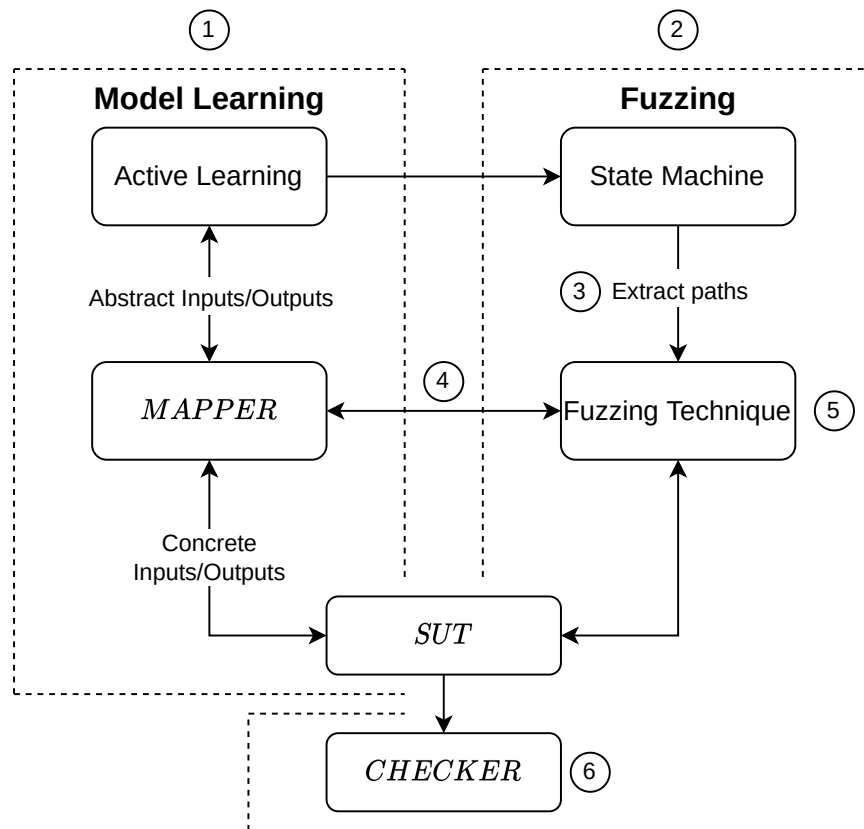 1
2
Model Learning
Fuzzing
Active Learning
State Machine
Abstract Inputs/Outputs
3
Extract paths
4
MAPPER
Fuzzing Technique
5
Concrete
Inputs/Outputs
SUT
CHECKER
6